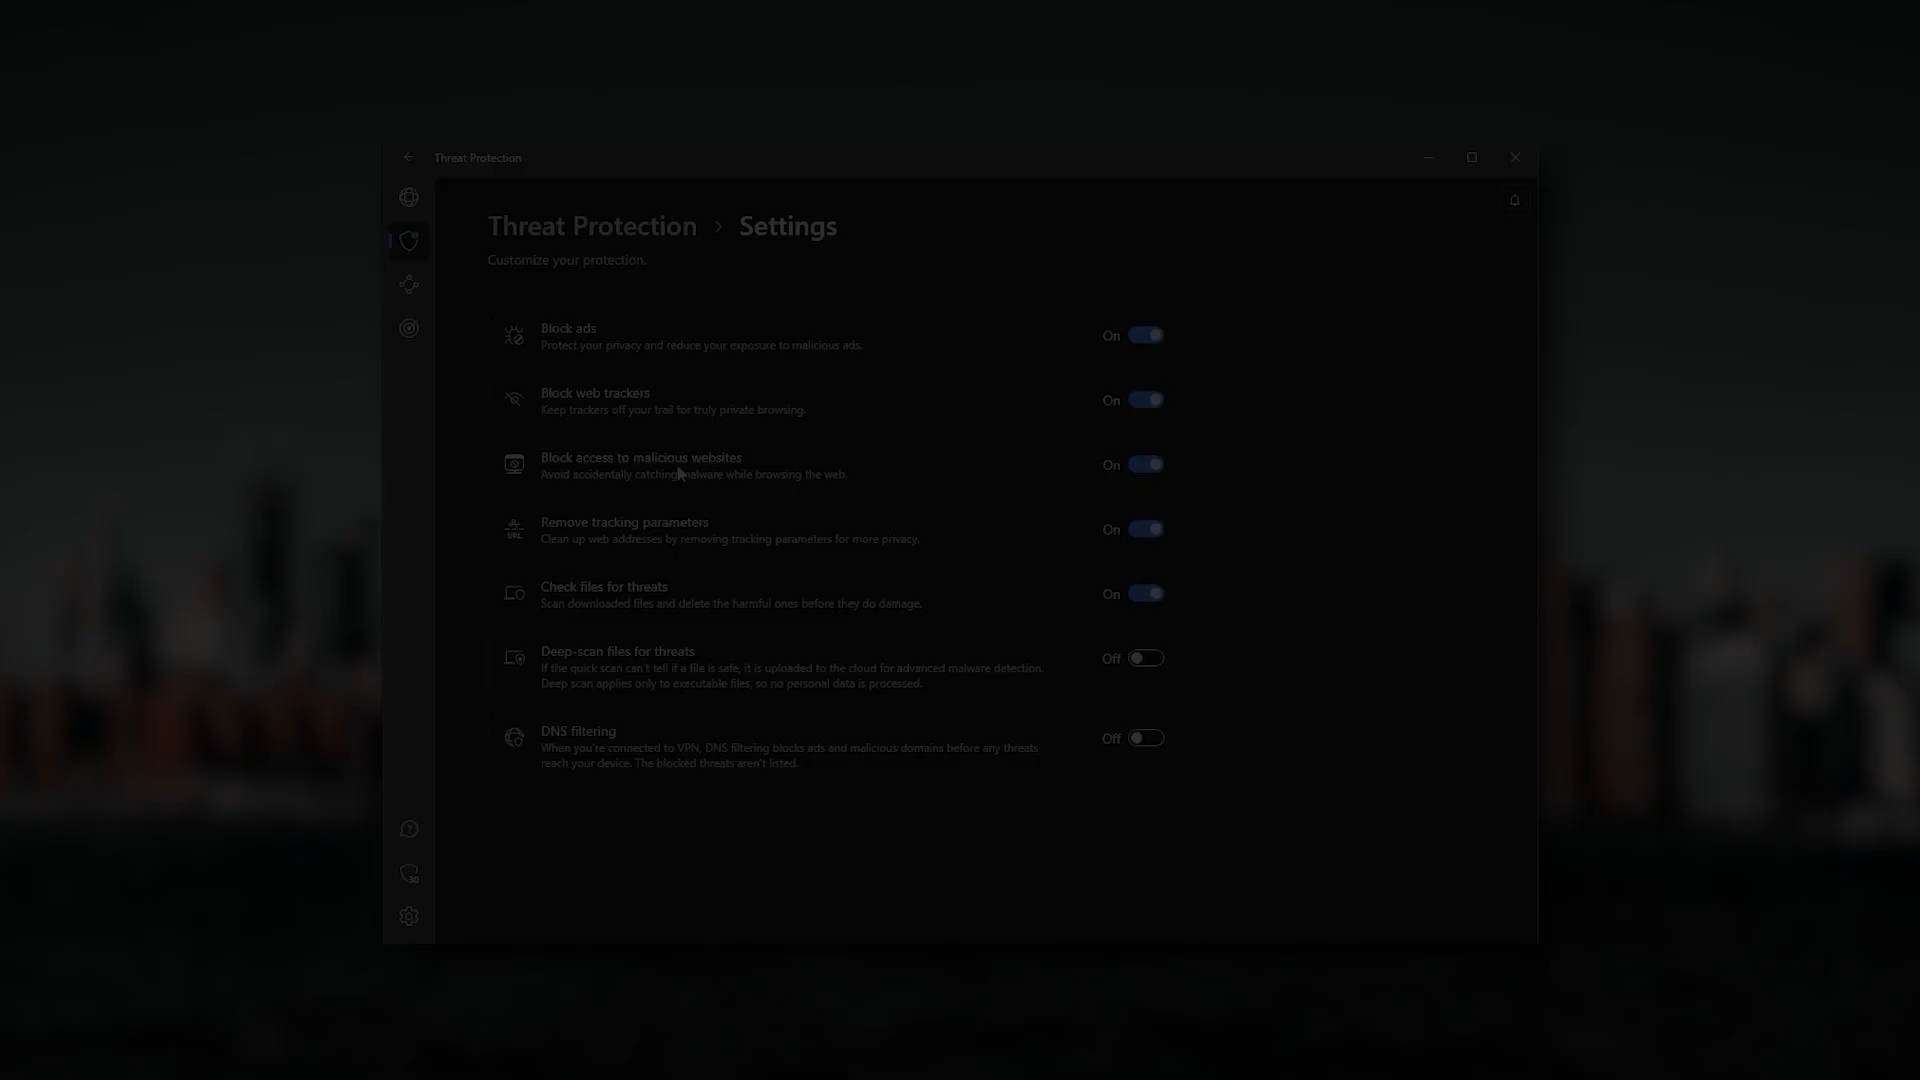 Threat Protection
Threat Protection > Settings
Customize your protection.
Block ads
Protect your privacy and reduce your exposure to malicious ads.
On
Block web trackers
Keep trackers off your trail for truly private browsing.
On
Block access to malicious websites
Avoid accidentally catching malware while browsing the web.
On
URL
Remove tracking parameters
Clean up web addresses by removing tracking parameters for more privacy.
On
Check files for threats
Scan downloaded files and delete the harmful ones before they do damage.
On
Deep-scan files for threats
If the quick scan can't tell if a file is safe, it is uploaded to the cloud for advanced malware detection.
Deep scan applies only to executable files, so no personal data is processed.
Off
DNS filtering
When you're connected to VPN, DNS filtering blocks ads and malicious domains before any threats
reach your device. The blocked threats aren't listed.
Off
30